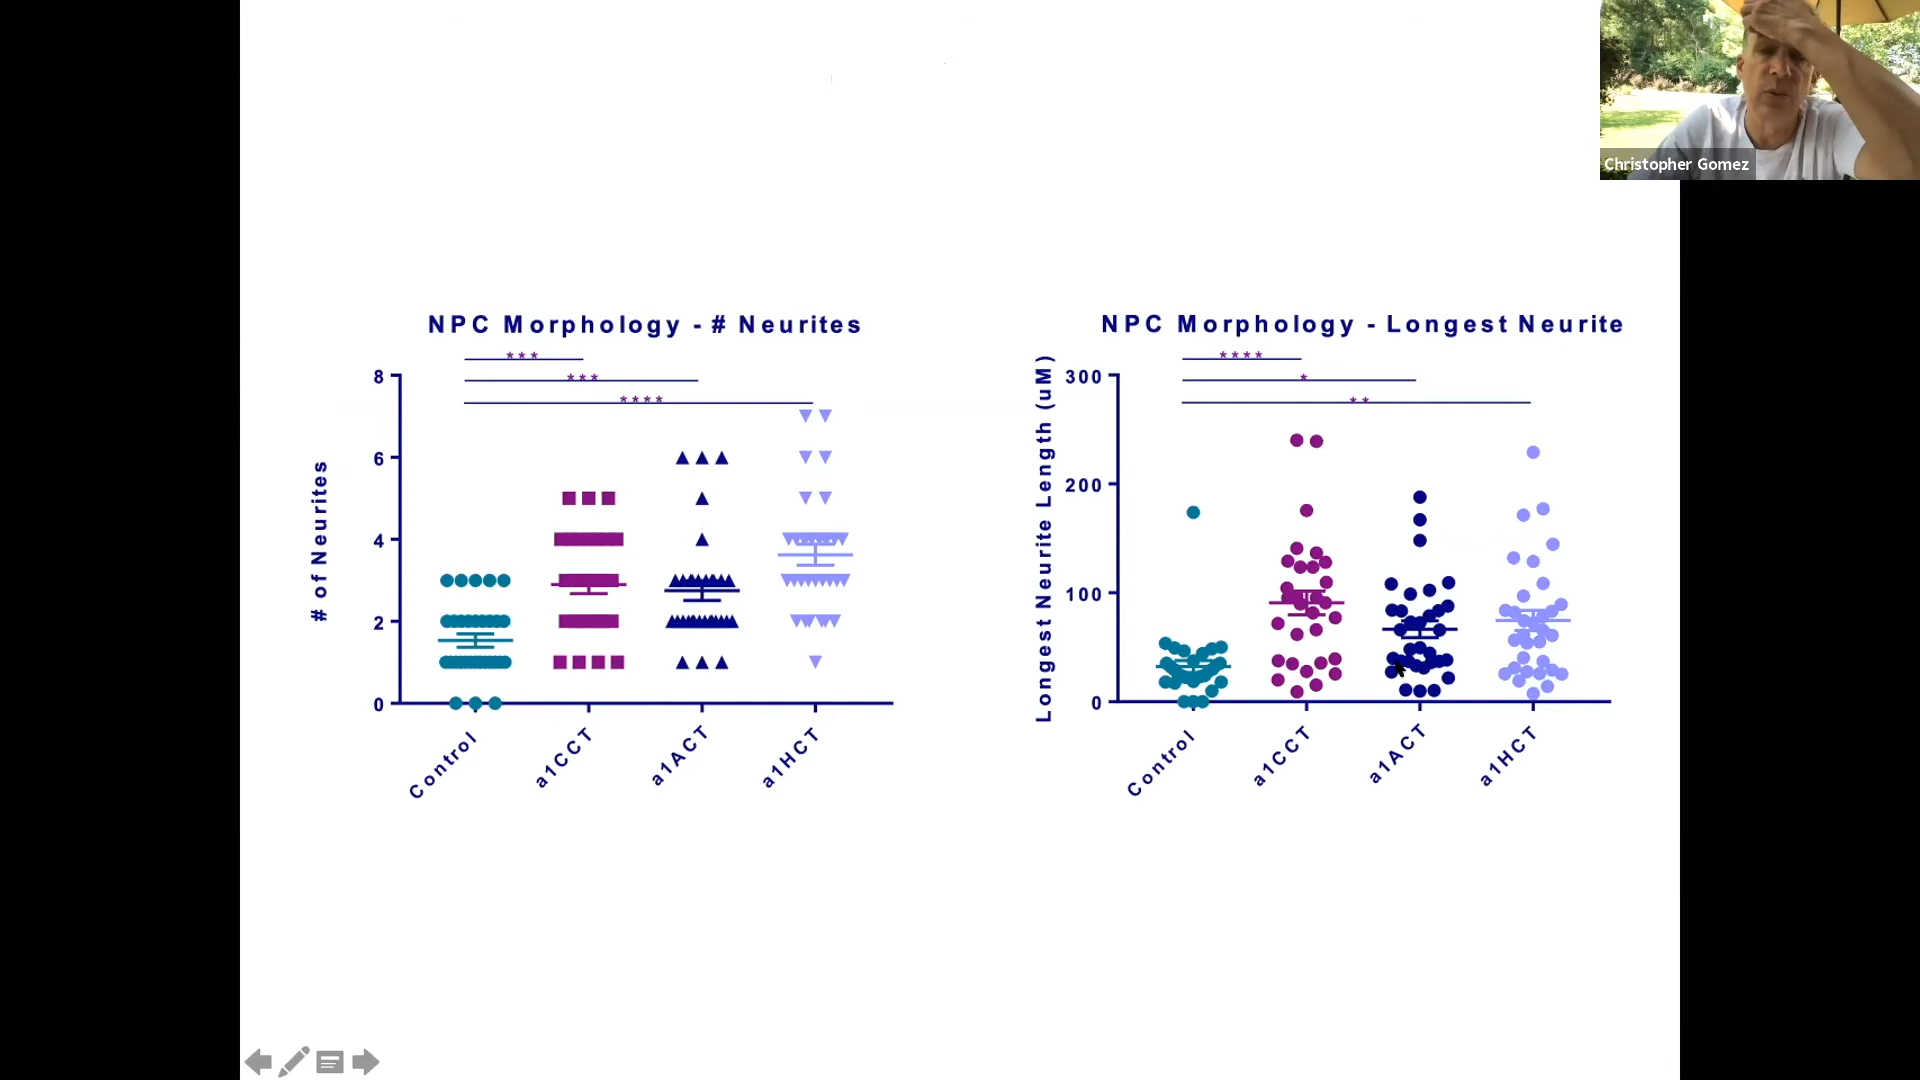 Christopher Gomez
NPC Morphology - # Neurites
***
***
****
# of Neurites
8
6
4
2
0
Control
a1CCT
a1ACT
a1HCT
NPC Morphology - Longest Neurite
****
*
**
Longest Neurite Length (uM)
300
200
100
0
Control
a1CCT
a1ACT
a1HCT